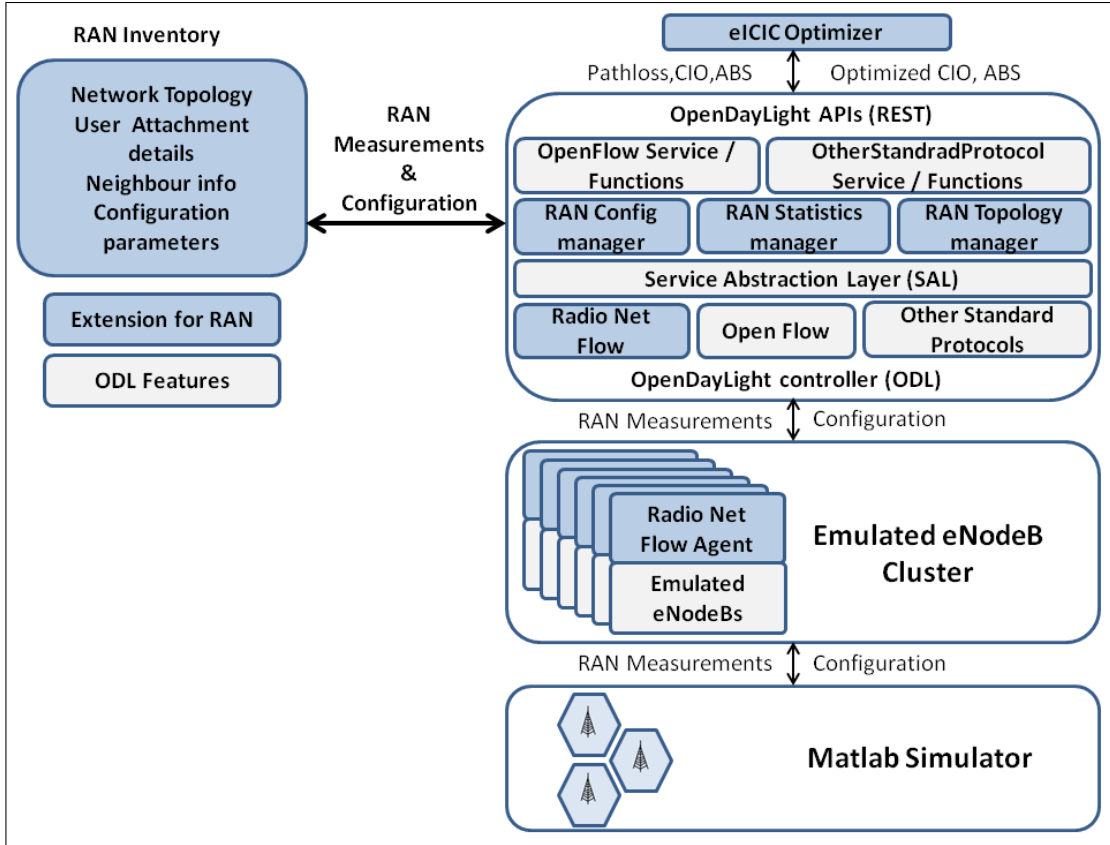 RAN Inventory
Network Topology
User Attachment
details
Neighbour info
Configuration
parameters
Extension for RAN
ODL Features
RAN
Measurements
&
Configuration
eICIC Optimizer
Pathloss,CIO,ABS
Optimized CIO, ABS
OpenDayLight APIs (REST)
OpenFlow Service /
Functions
OtherStandradProtocol
Service / Functions
RAN Config
manager
RAN Statistics
manager
RAN Topology
manager
Service Abstraction Layer (SAL)
Radio Net
Flow
Open Flow
Other Standard
Protocols
OpenDayLight controller (ODL)
RAN Measurements
Configuration
Radio Net
Flow Agent
Emulated
eNodeBs
Emulated eNodeB
Cluster
RAN Measurements
Configuration
Matlab Simulator